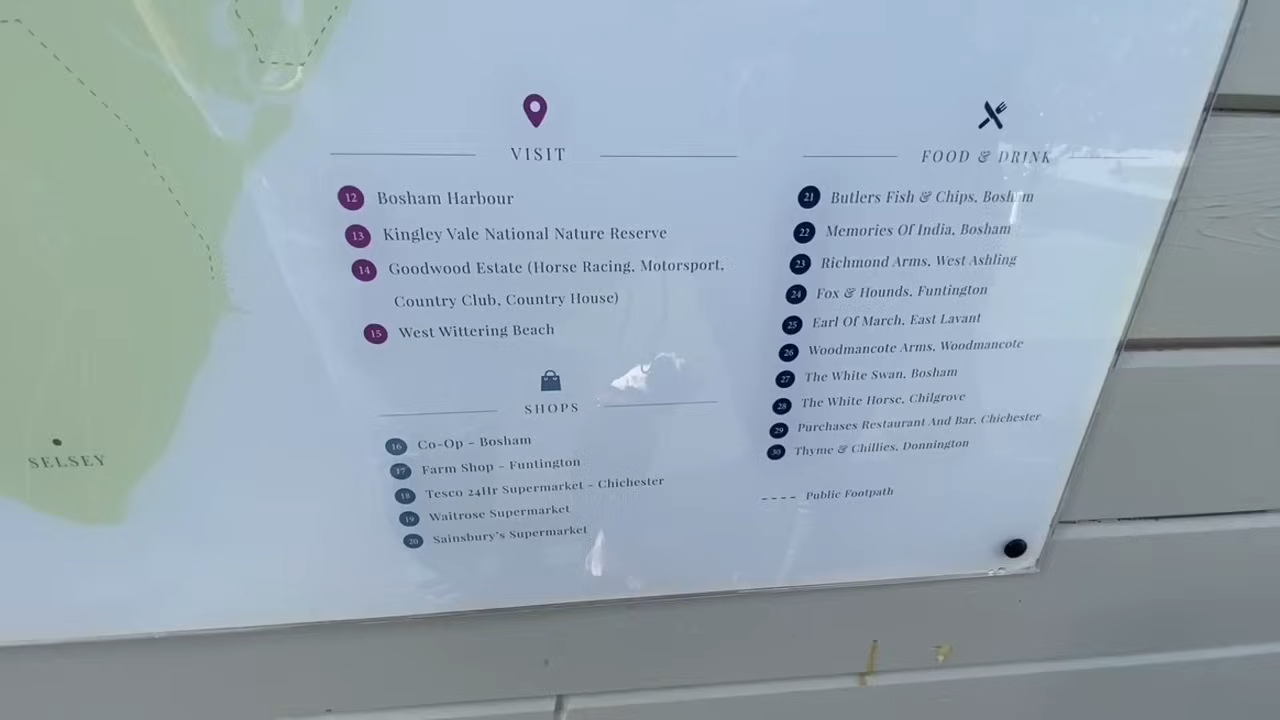 VISIT
12 Bosham Harbour
13 Kingley Vale National Nature Reserve
14 Goodwood Estate (Horse Racing, Motorsport,
Country Club, Country House)
15 West Wittering Beach
SHOPS
16 Co-Op - Bosham
17 Farm Shop - Funtington
18 Tesco 24Hr Supermarket - Chichester
19 Waitrose Supermarket
20 Sainsbury's Supermarket
FOOD & DRINK
21 Butlers Fish & Chips, Bosham
22 Memories Of India, Bosham
23 Richmond Arms, West Ashling
24 Fox & Hounds, Funtington
25 Earl Of March, East Lavant
26 Woodmancote Arms, Woodmancote
27 The White Swan, Bosham
28 The White Horse, Chilgrove
29 Purchases Restaurant And Bar, Chichester
30 Thyme & Chillies, Donnington
Public Footpath
SELSEY